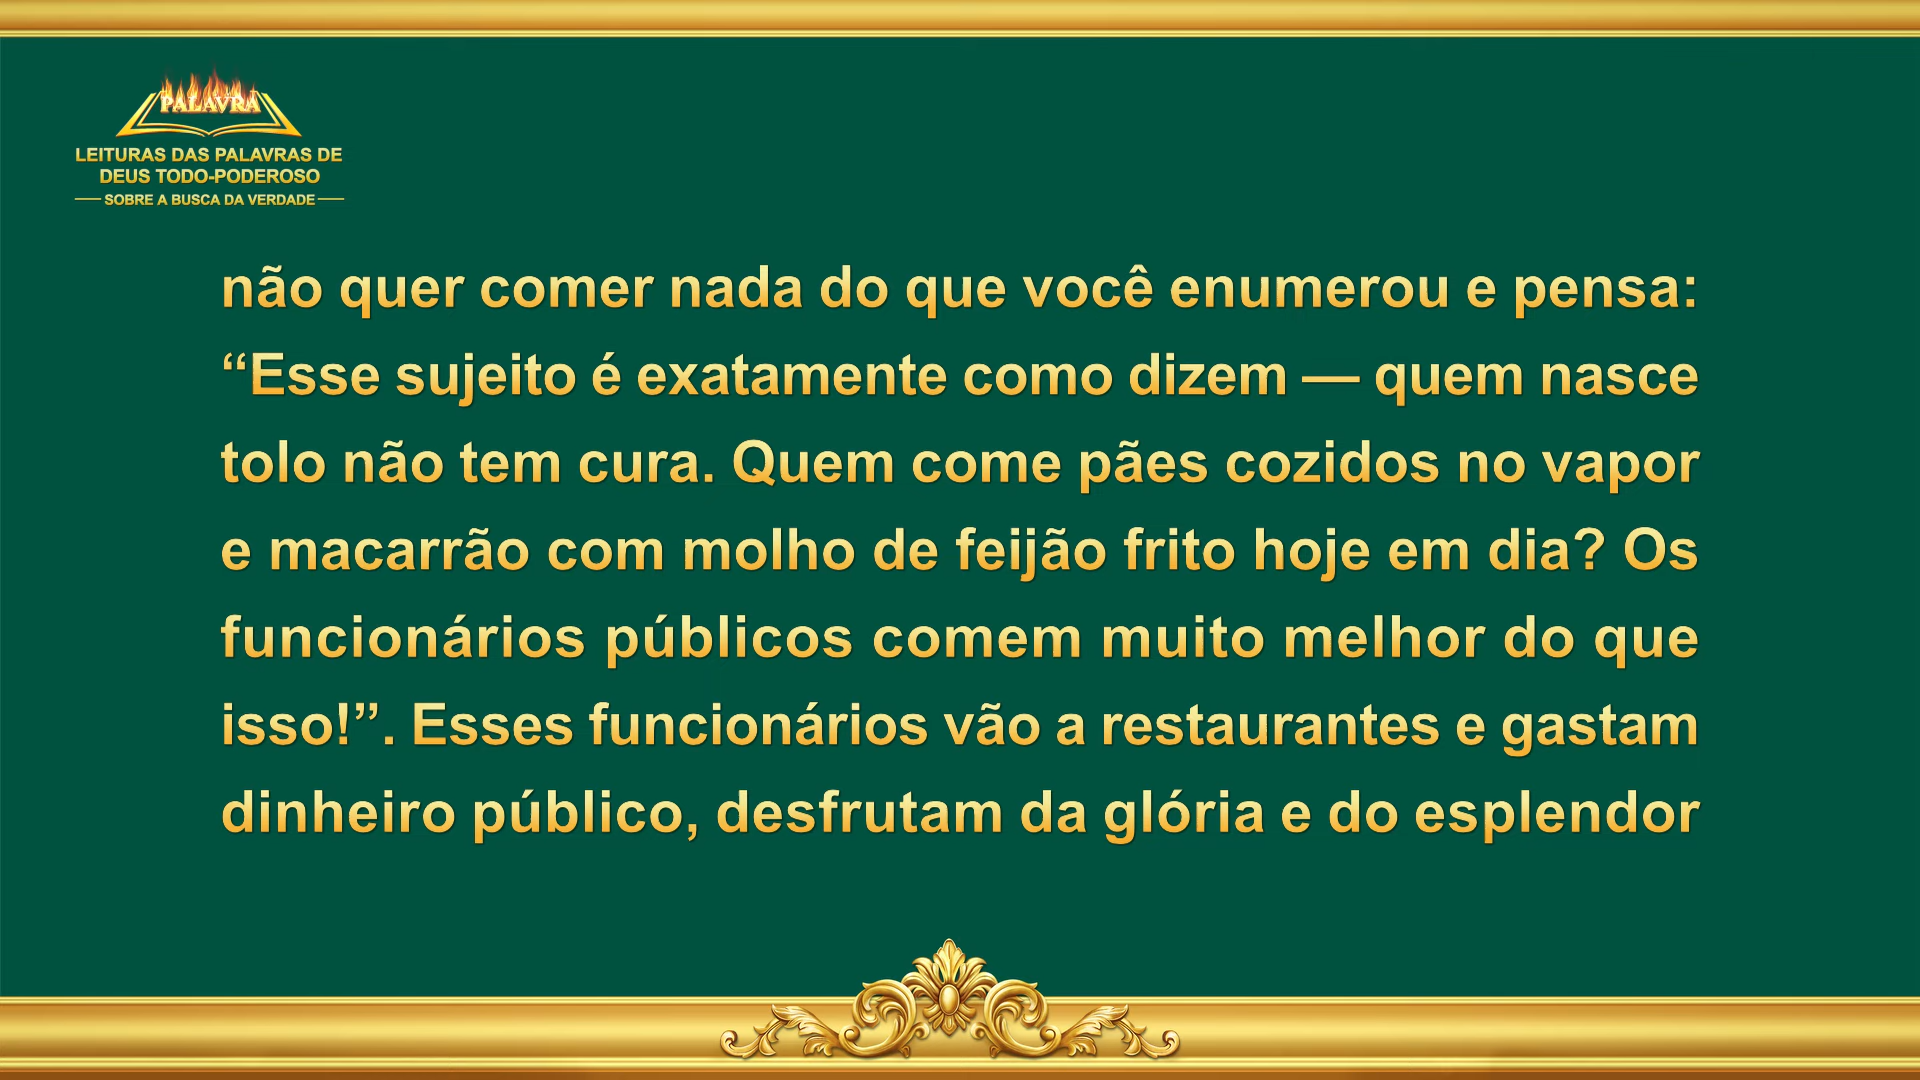 PALAVRA
LEITURAS DAS PALAVRAS DE
DEUS TODO-PODEROSO
SOBRE A BUSCA DA VERDADE
não quer comer nada do que você enumerou e pensa:
“Esse sujeito é exatamente como dizem — quem nasce
tolo não tem cura. Quem come pães cozidos no vapor
e macarrão com molho de feijão frito hoje em dia? Os
funcionários públicos comem muito melhor do que
isso!”. Esses funcionários vão a restaurantes e gastam
dinheiro público, desfrutam da glória e do esplendor